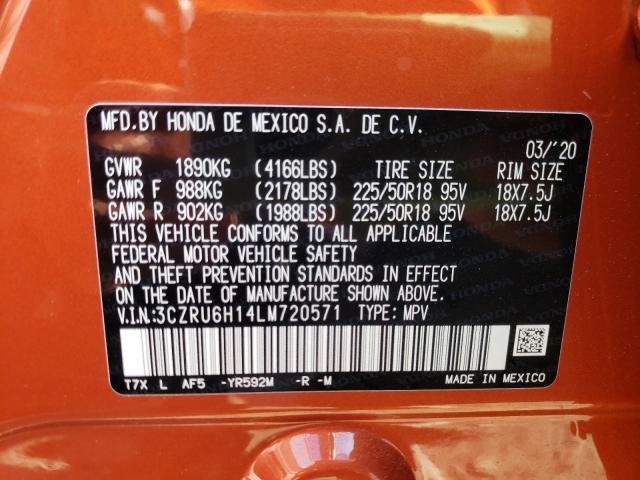 MFD.BY HONDA DE MEXICO S.A. DE C.V.
03/'20
GVWR 1890KG (4166LBS) TIRE SIZE RIM SIZE
GAWR F 988KG (2178LBS) 225/50R18 95V 18X7.5J
GAWR R 902KG (1988LBS) 225/50R18 95V 18X7.5J
THIS VEHICLE CONFORMS TO ALL APPLICABLE
FEDERAL MOTOR VEHICLE SAFETY
AND THEFT PREVENTION STANDARDS IN EFFECT
ON THE DATE OF MANUFACTURE SHOWN ABOVE.
V.IN:3CZRU6H14LM720571 TYPE: MPV
T7X L AF5 -YR592M -R -M
MADE IN MEXICO